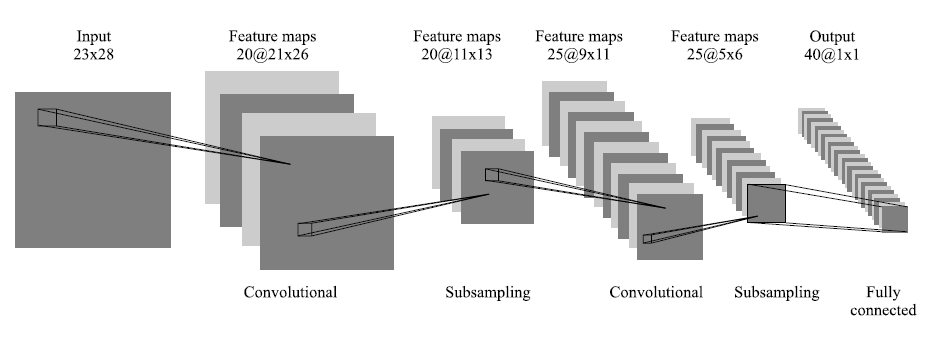 Input
23x28
Feature maps
20@21x26
Feature maps
20@11x13
Feature maps
25@9x11
Feature maps
25@5x6
Output
40@1x1
Convolutional
Subsampling
Convolutional
Subsampling
Fully
connected